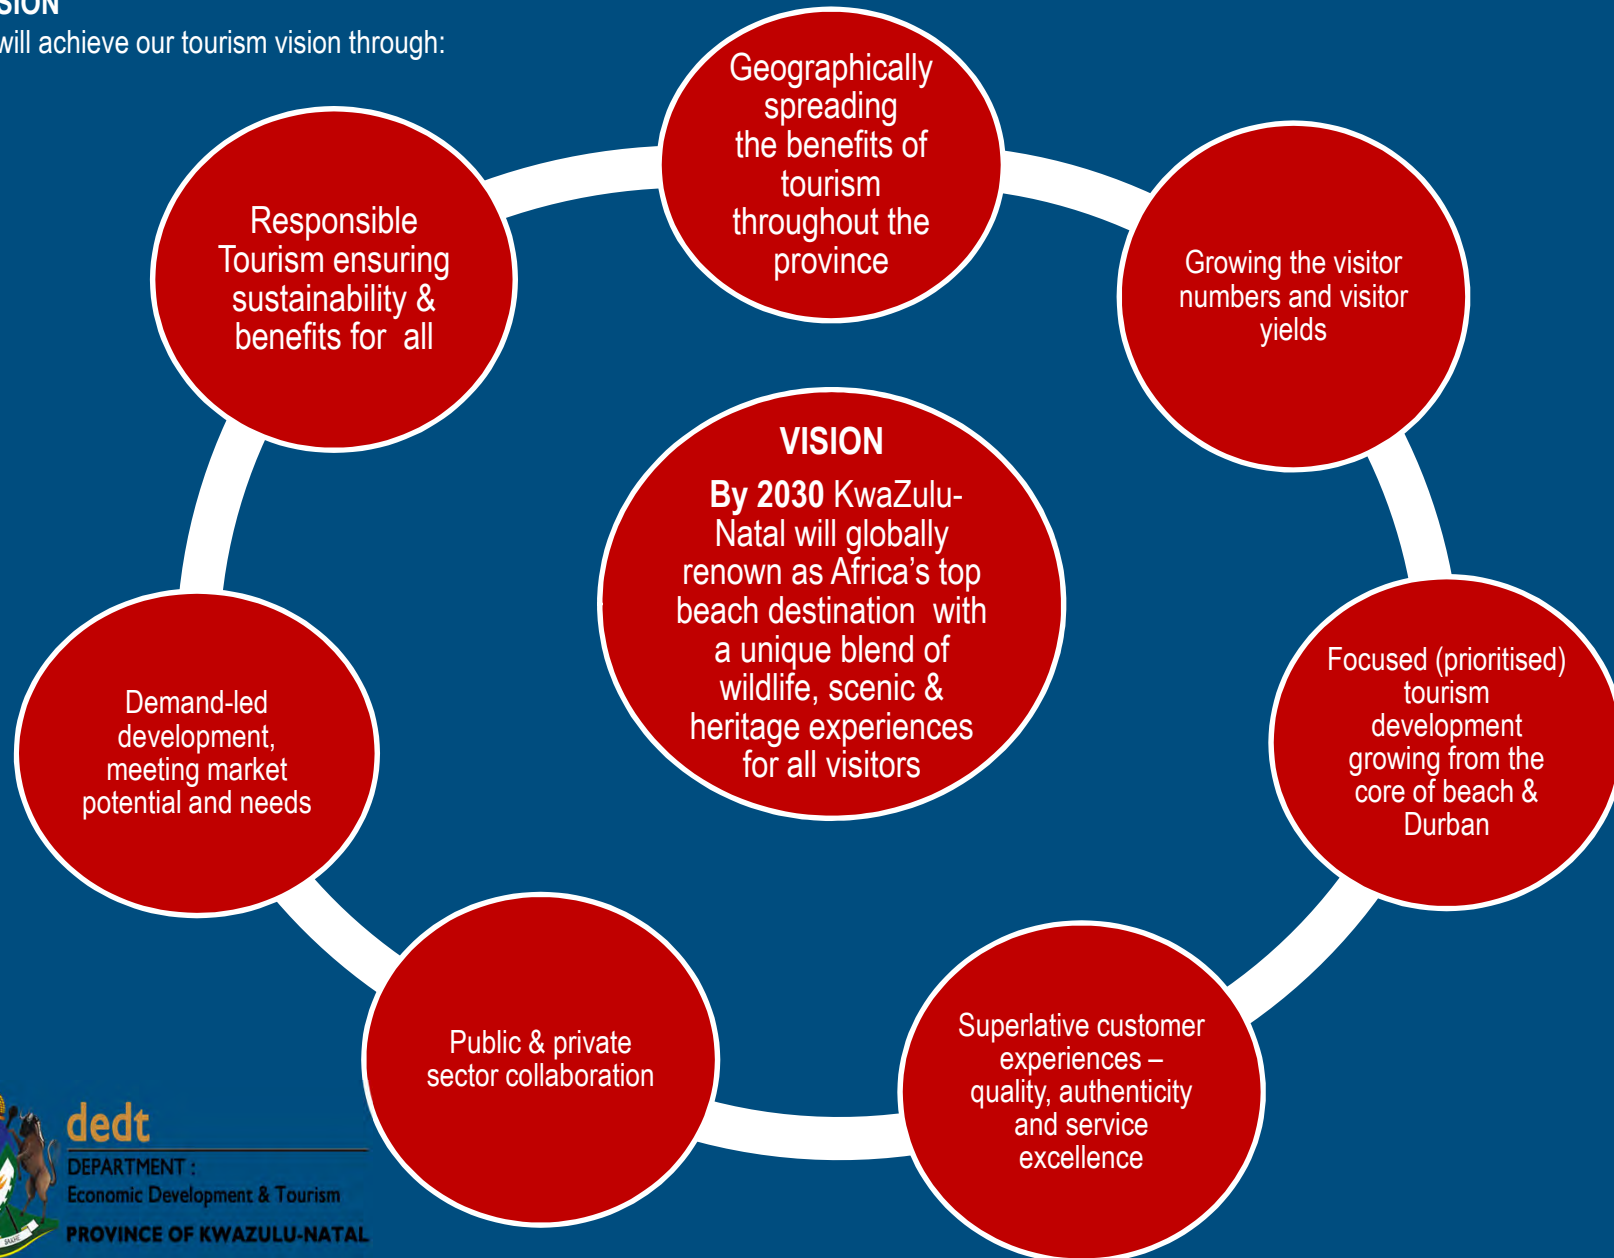 SION
will achieve our tourism vision through:
Geographically
spreading
the benefits of
tourism
throughout the
province
Growing the visitor
numbers and visitor
yields
Focused (prioritised)
tourism
development
growing from the
core of beach &
Durban
Superlative customer
experiences –
quality, authenticity
and service
excellence
Public & private
sector collaboration
Demand-led
development,
meeting market
potential and needs
Responsible
Tourism ensuring
sustainability &
benefits for  all
VISION
By 2030 KwaZulu-
Natal will globally
renown as Africa’s top
beach destination  with
a unique blend of
wildlife, scenic &
heritage experiences
for all visitors
dedt
DEPARTMENT :
Economic Development & Tourism
PROVINCE OF KWAZULU-NATAL